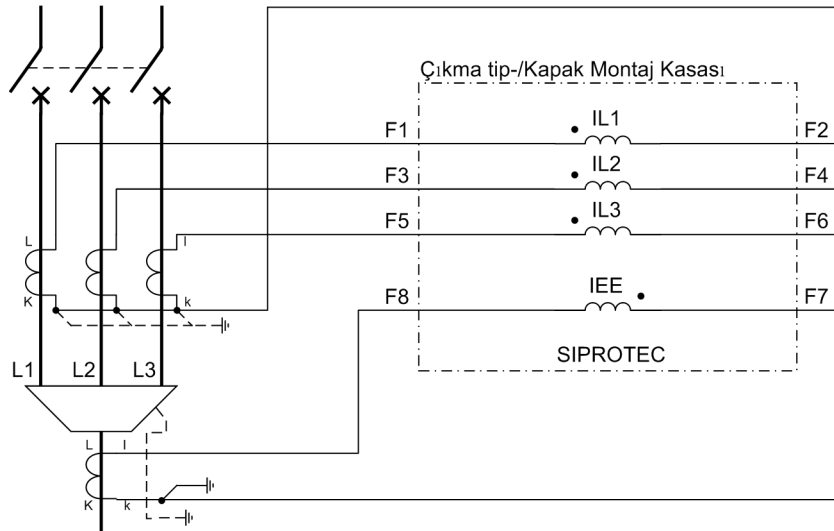 Çıkma tip-/Kapak Montaj Kasası
F1
IL1
F2
F3
IL2
F4
F5
IL3
F6
L
l
K
k
F8
IEE
F7
SIPROTEC
L1
L2
L3
L
l
K
k